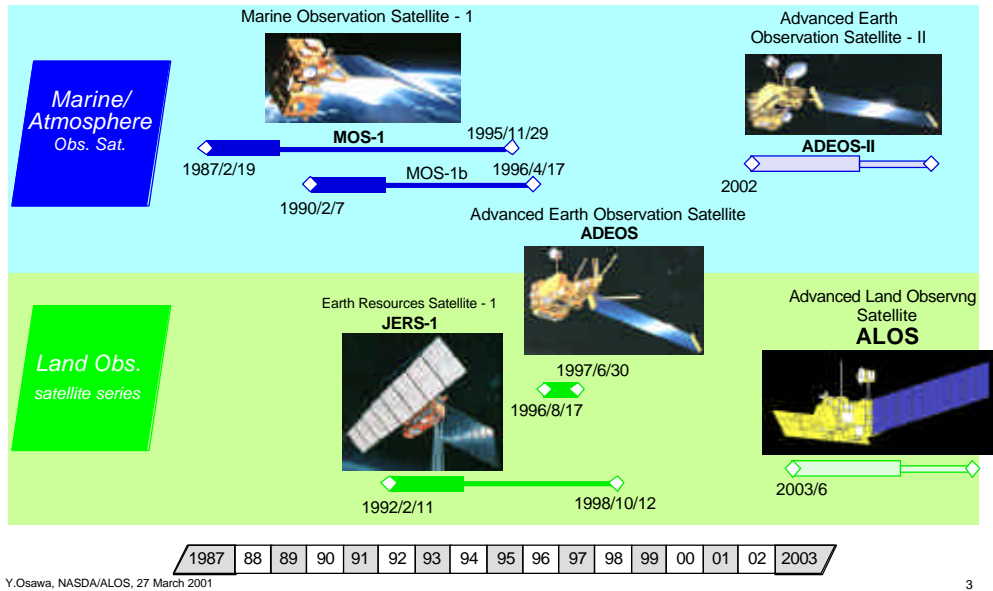 Marine Observation Satellite - 1
Advanced Earth
Observation Satellite - II
Marine/
Atmosphere
Obs. Sat.
MOS-1
1995/11/29
1987/2/19
MOS-1b
1996/4/17
1990/2/7
ADEOS-II
2002
Advanced Earth Observation Satellite
ADEOS
Earth Resources Satellite - 1
JERS-1
Advanced Land Observng
Satellite
ALOS
Land Obs.
satellite series
1997/6/30
1996/8/17
1992/2/11
1998/10/12
2003/6
1987 88 89 90 91 92 93 94 95 96 97 98 99 00 01 02 2003
Y.Osawa, NASDA/ALOS, 27 March 2001
3